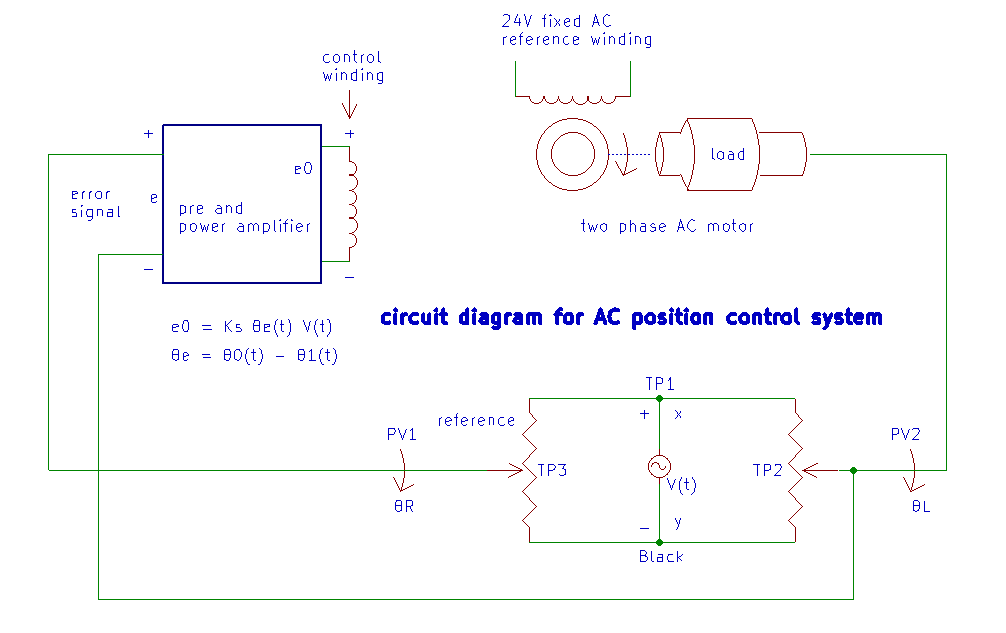 24V fixed AC
reference winding
control
winding
+
+
e0
load
error
signal
e
pre and
power amplifier
two phase AC motor
–
–
circuit diagram for AC position control system
e0 = Ks θe(t) V(t)
θe = θ0(t) – θ1(t)
TP1
+
x
reference
PV1
PV2
TP3
TP2
V(t)
θR
θL
–
y
Black